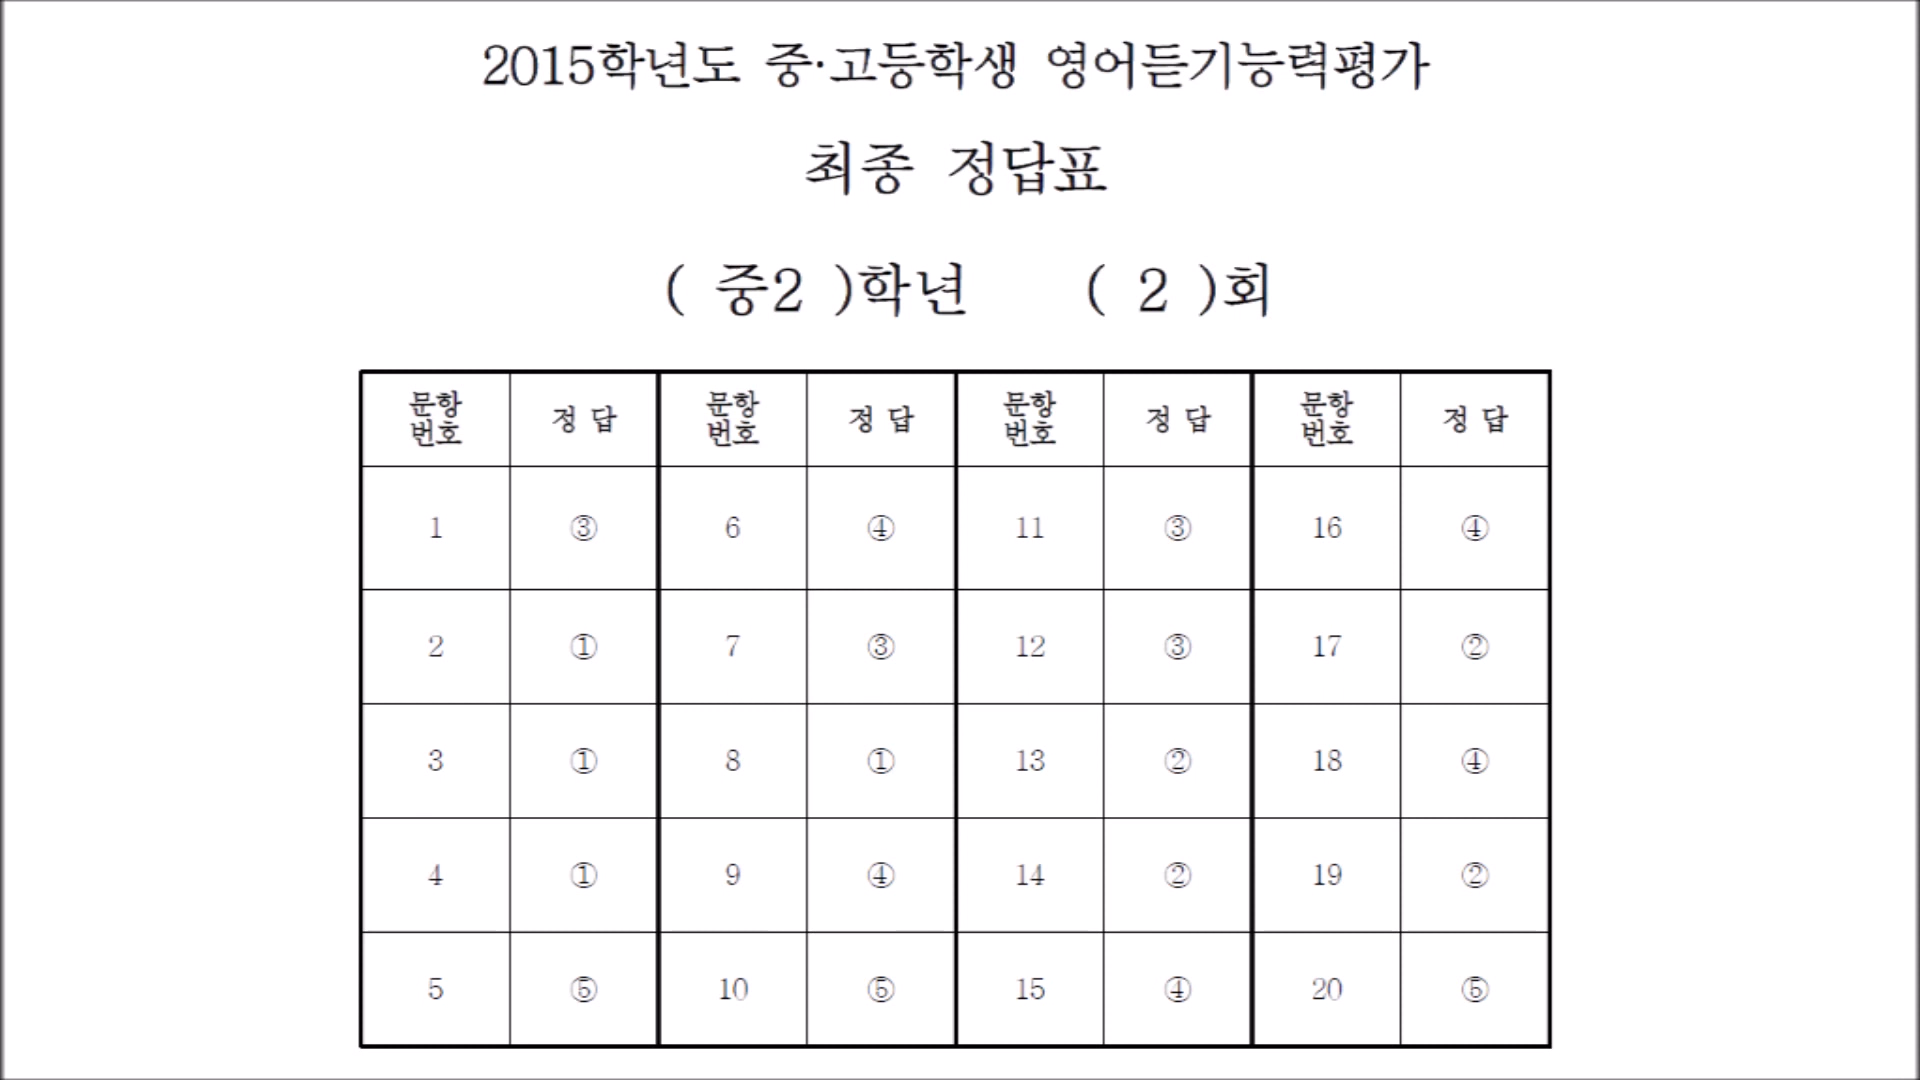 2015학년도 중·고등학생 영어듣기능력평가
최종 정답표
( 중2 )학년 ( 2 )회
문항 번호 정 답 문항 번호 정 답 문항 번호 정 답 문항 번호 정 답
1 ③ 6 ④ 11 ③ 16 ④
2 ① 7 ③ 12 ③ 17 ②
3 ① 8 ① 13 ② 18 ④
4 ① 9 ④ 14 ② 19 ②
5 ⑤ 10 ⑤ 15 ④ 20 ⑤